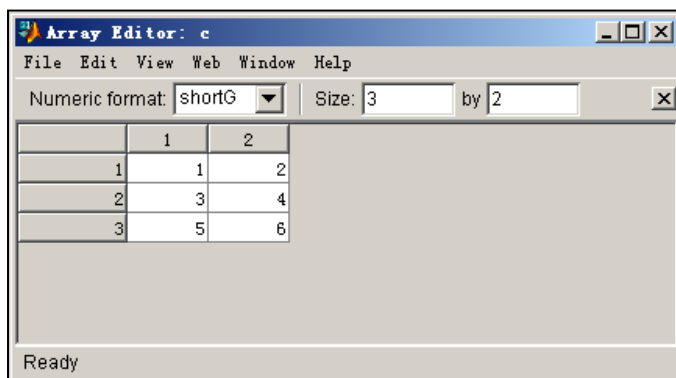 Array Editor: c
File Edit View Web Window Help
Numeric format: shortG Size: 3 by 2
1 2
1 1 2
2 3 4
3 5 6
Ready